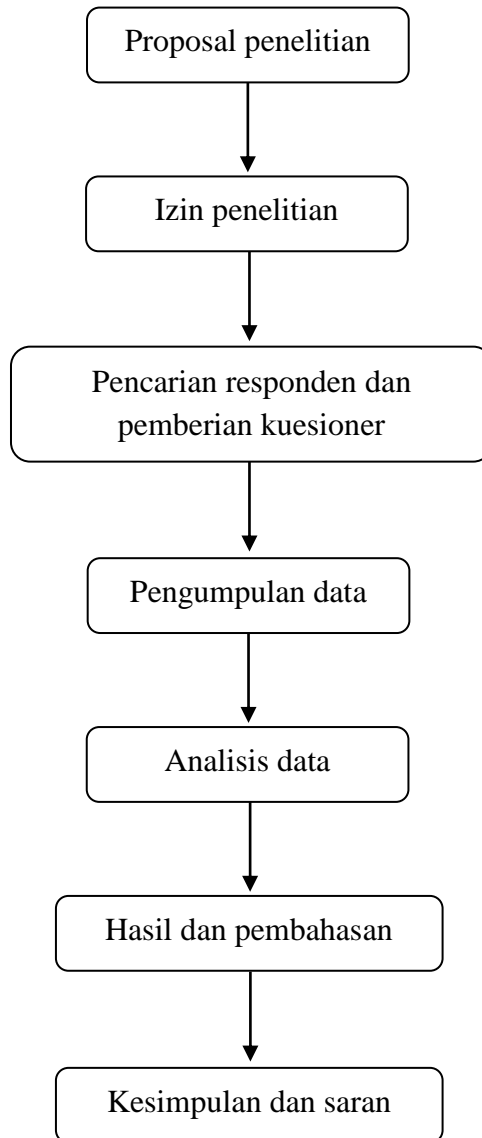 Proposal penelitian
Izin penelitian
Pencarian responden dan
pemberian kuesioner
Pengumpulan data
Analisis data
Hasil dan pembahasan
Kesimpulan dan saran